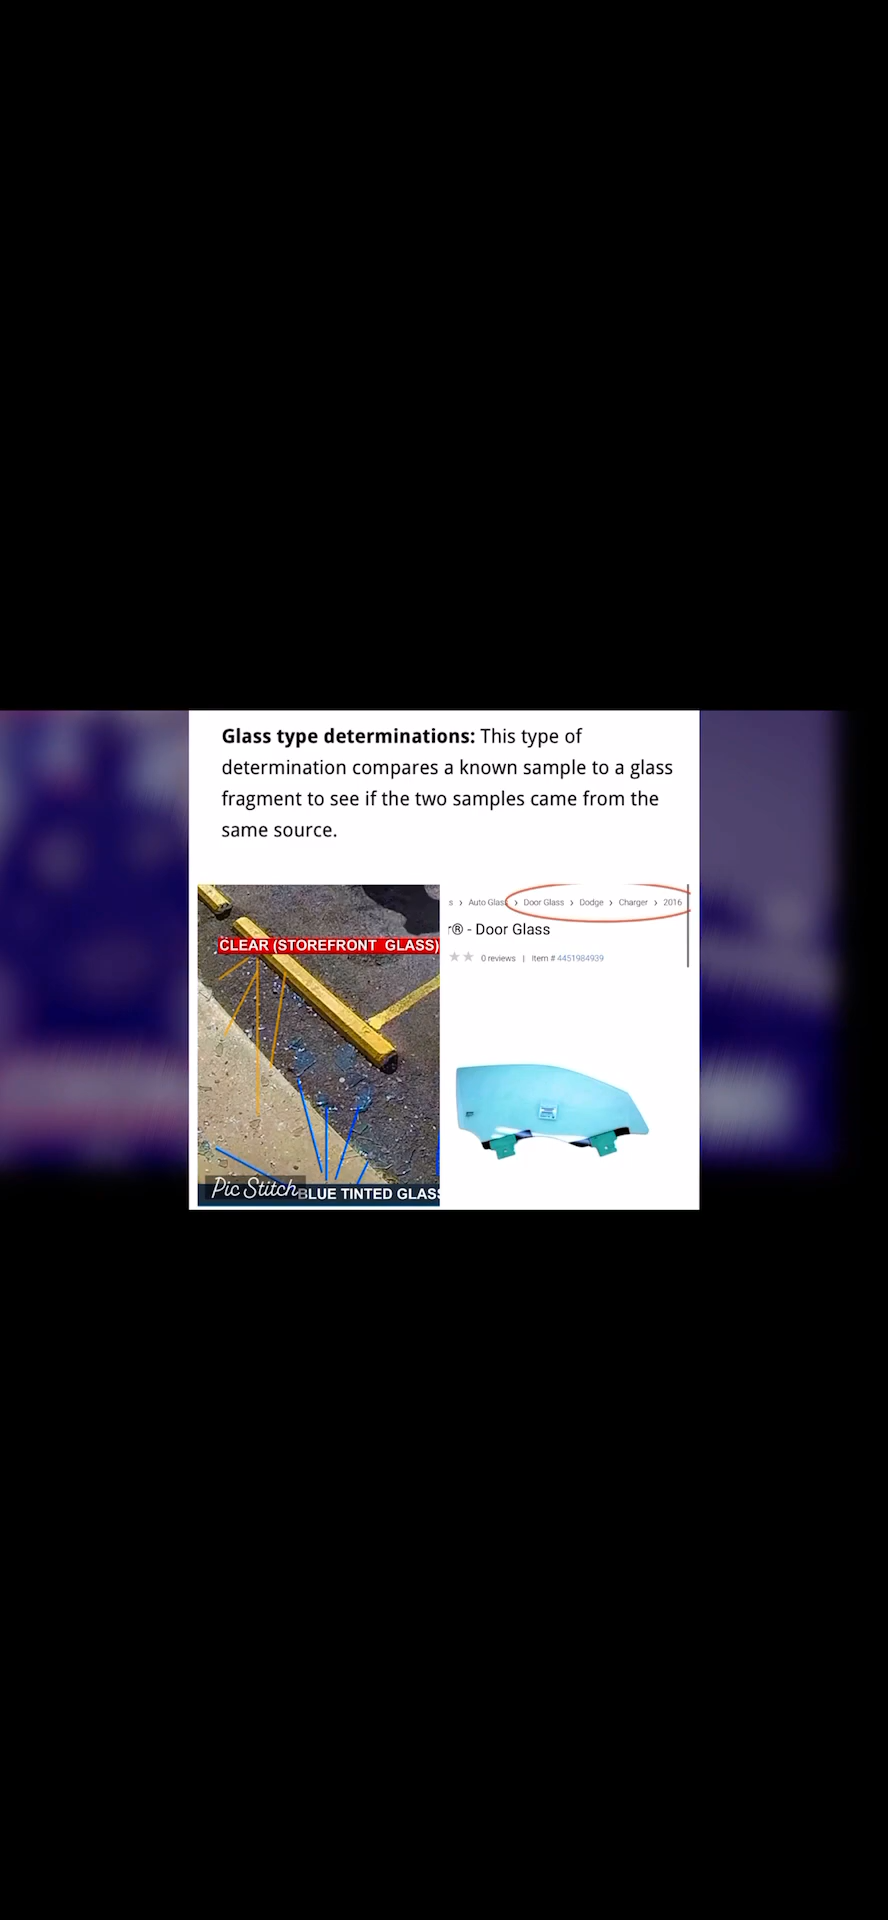 Glass type determinations: This type of
determination compares a known sample to a glass
fragment to see if the two samples came from the
same source.
CLEAR (STOREFRONT GLASS)
Pic Stitch
BLUE TINTED GLASS
s › Auto Glass › Door Glass › Dodge › Charger › 2016
r® - Door Glass
0 reviews | Item # 4451984939